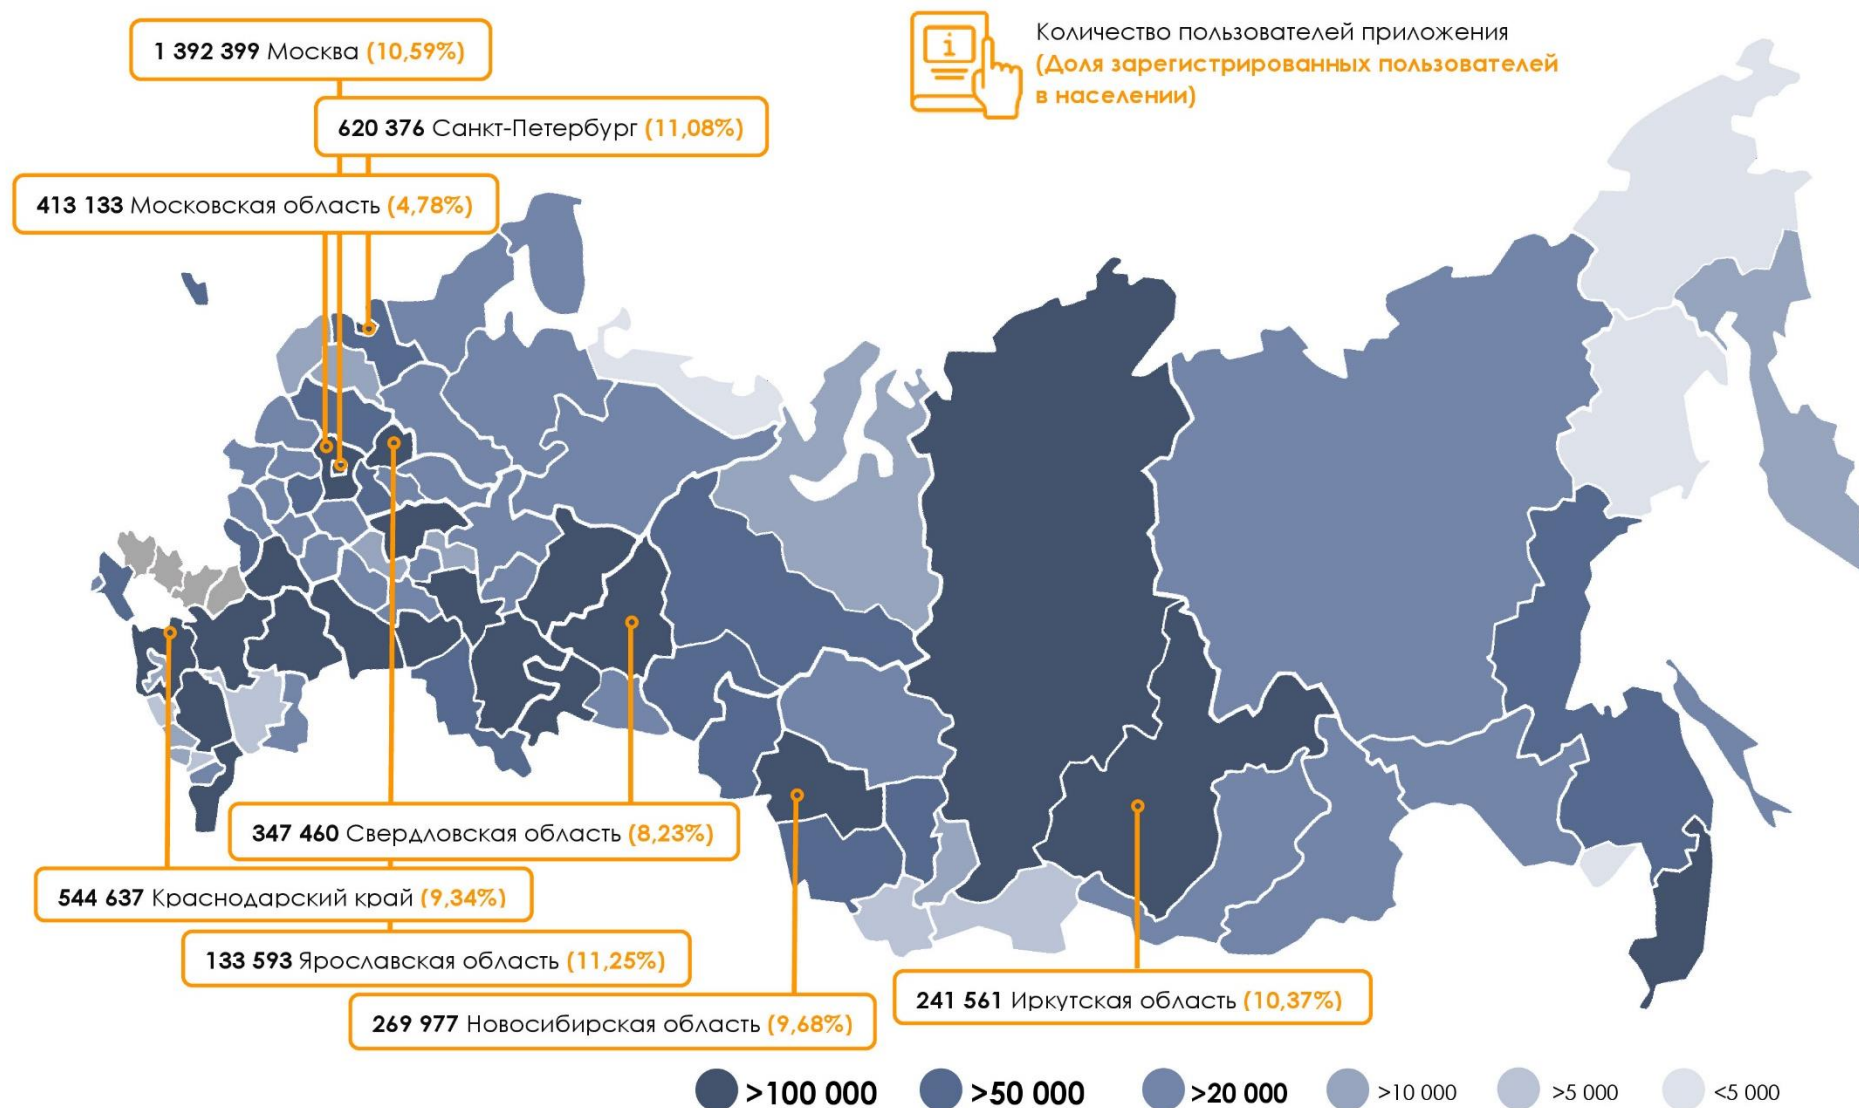 1 392 399 Москва (10,59%)
Количество пользователей приложения
(Доля зарегистрированных пользователей
в населении)
620 376 Санкт-Петербург (11,08%)
413 133 Московская область (4,78%)
347 460 Свердловская область (8,23%)
544 637 Краснодарский край (9,34%)
133 593 Ярославская область (11,25%)
269 977 Новосибирская область (9,68%)
241 561 Иркутская область (10,37%)
>100 000 >50 000 >20 000 >10 000 >5 000 <5 000